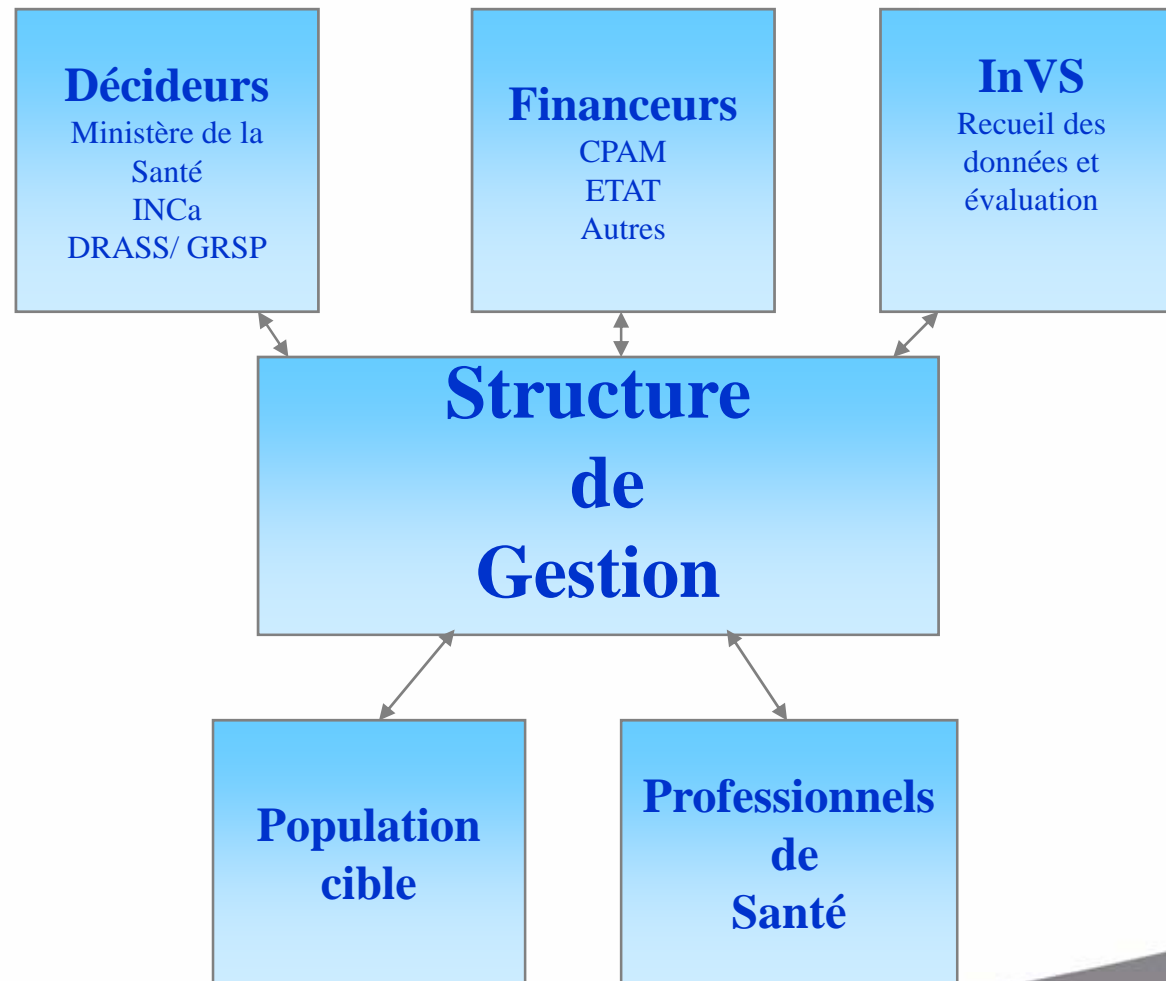 Décideurs
Ministère de la
Santé
INCa
DRASS/ GRSP
Financeurs
CPAM
ETAT
Autres
InVS
Recueil des
données et
évaluation
Structure
de
Gestion
Population
cible
Professionnels
de
Santé